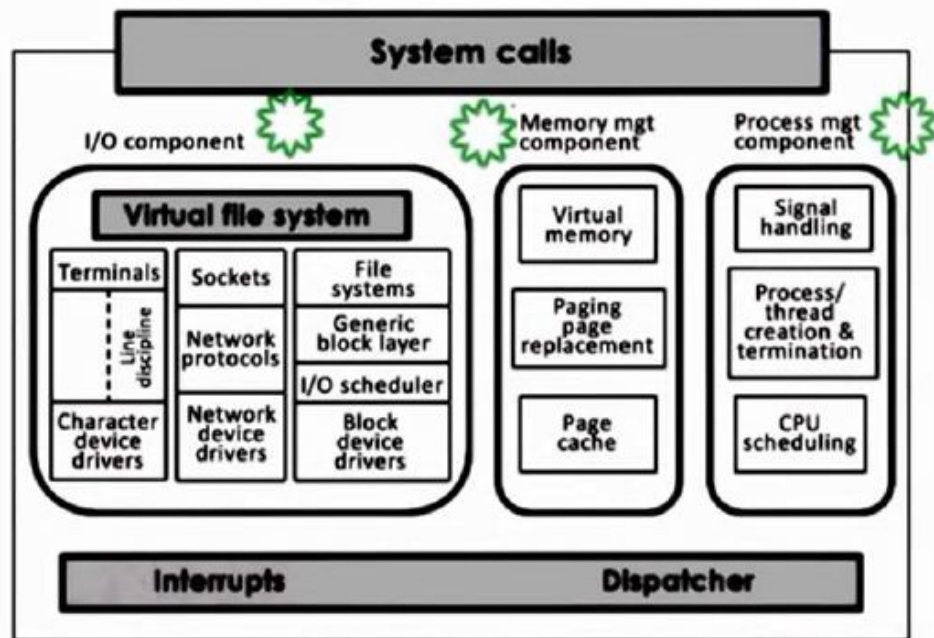 System calls
I/O component
Memory mgt
component
Process mgt
component
Virtual file system
Terminals
Line
discipline
Character
device
drivers
Sockets
Network
protocols
Network
device
drivers
File
systems
Generic
block layer
I/O scheduler
Block
device
drivers
Virtual
memory
Paging
page
replacement
Page
cache
Signal
handling
Process/
thread
creation &
termination
CPU
scheduling
Interrupts
Dispatcher